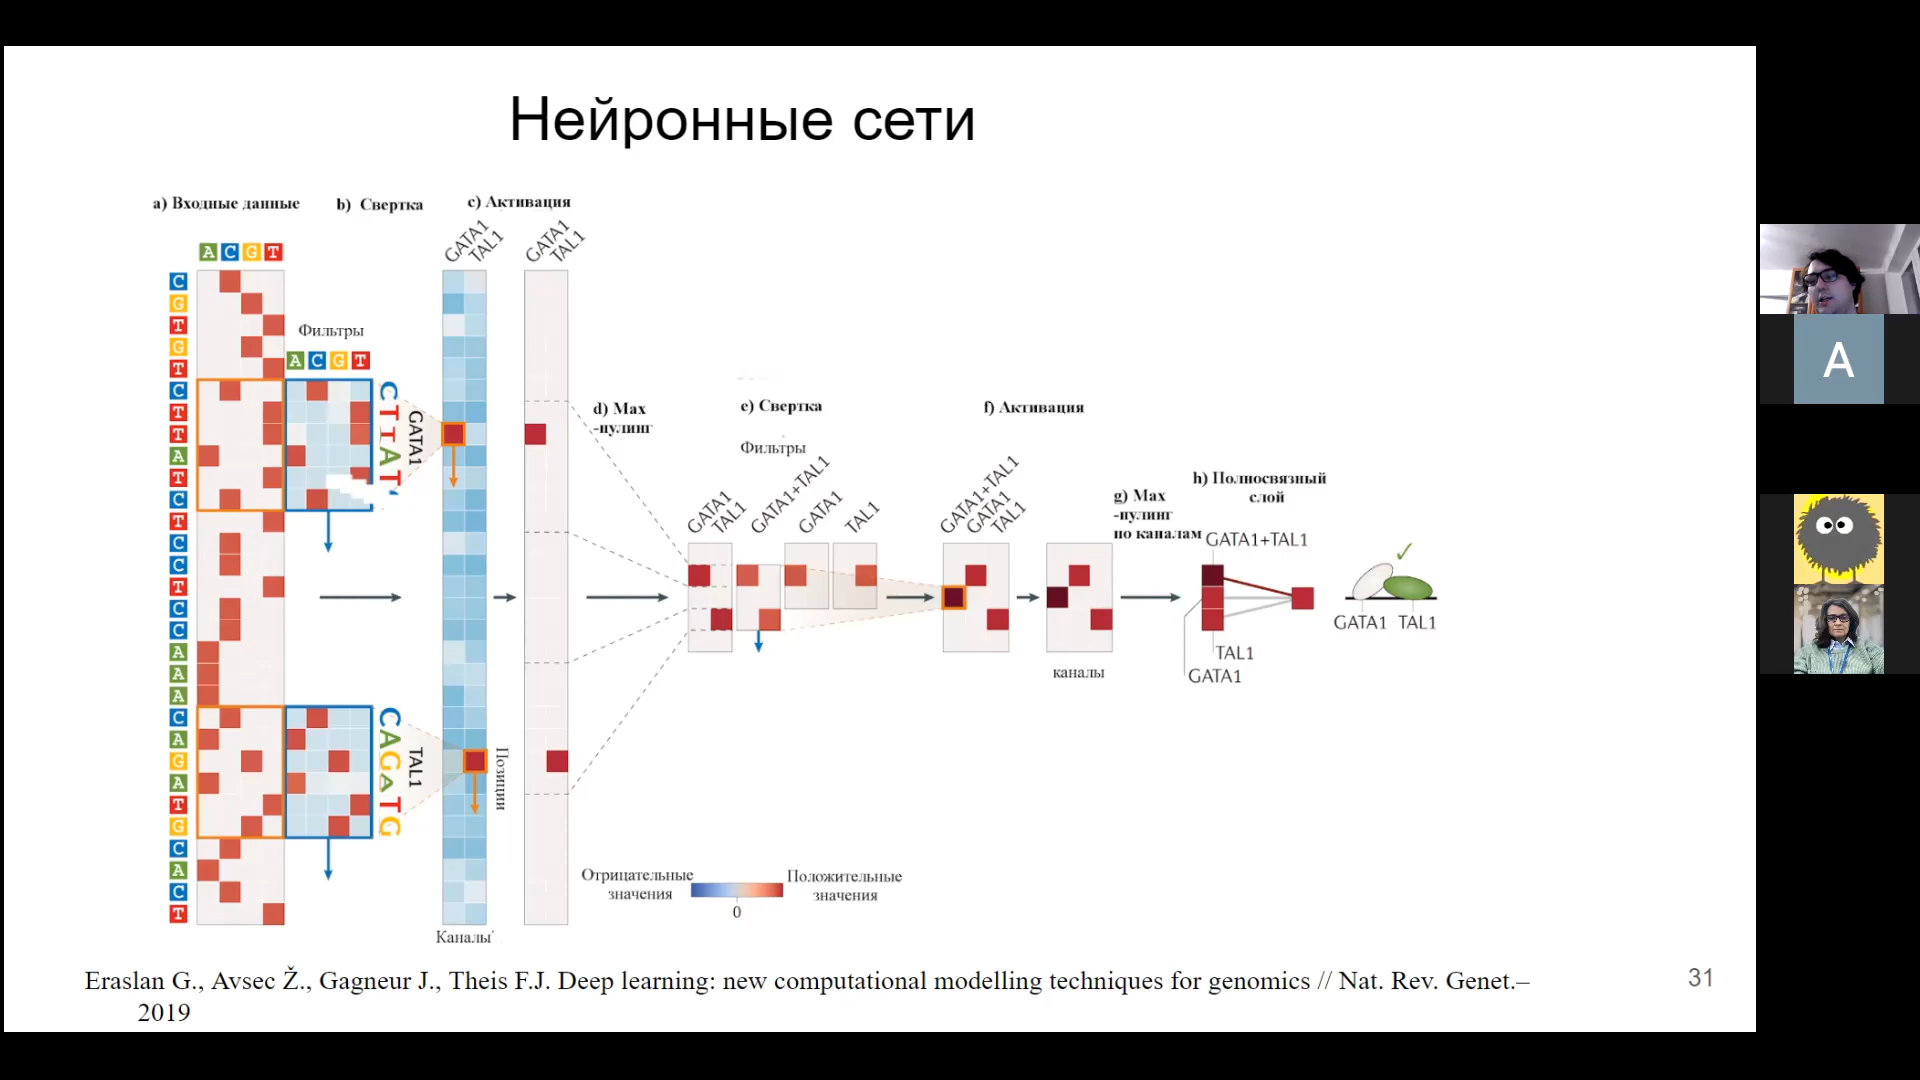 Нейронные сети
a) Входные данные
b) Свертка
c) Активация
GATA1
TAL1
GATA1
TAL1
A C G T
C
G
T
G
T
C
T
T
A
T
C
T
C
C
T
C
C
A
A
A
C
A
G
A
T
G
C
A
C
T
Фильтры
A C G T
CTTAT
GATA1
CAGATG
TAL1
Позиции
Каналы
d) Max
-пулинг
e) Свертка
Фильтры
GATA1
TAL1
GATA1+TAL1
GATA1
TAL1
f) Активация
GATA1+TAL1
GATA1
TAL1
каналы
g) Max
-пулинг
по каналам
h) Полносвязный
слой
GATA1+TAL1
TAL1
GATA1
✓
GATA1 TAL1
Отрицательные
значения
0
Положительные
значения
Eraslan G., Avsec Ž., Gagneur J., Theis F.J. Deep learning: new computational modelling techniques for genomics // Nat. Rev. Genet.–
2019
31
A